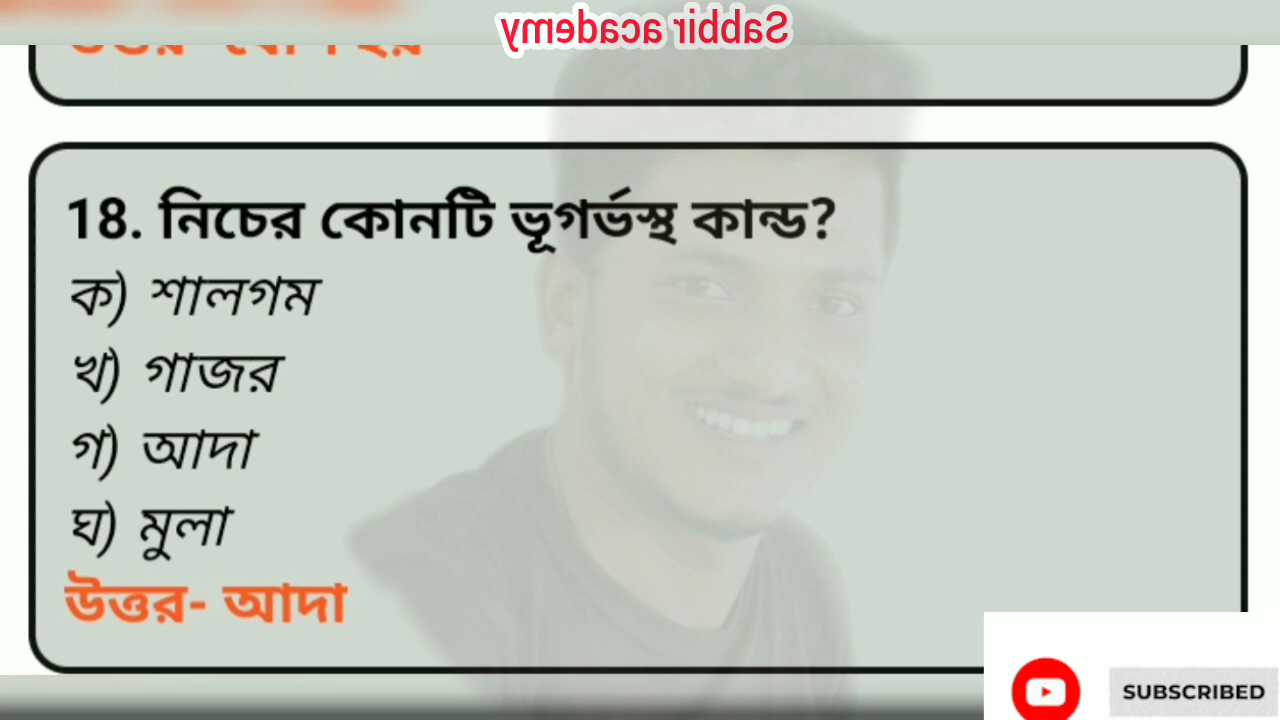 Sabbir academy
18. নিচের কোনটি ভূগর্ভস্থ কান্ড?
ক) শালগম
খ) গাজর
গ) আদা
ঘ) মুলা
উত্তর- আদা
SUBSCRIBED